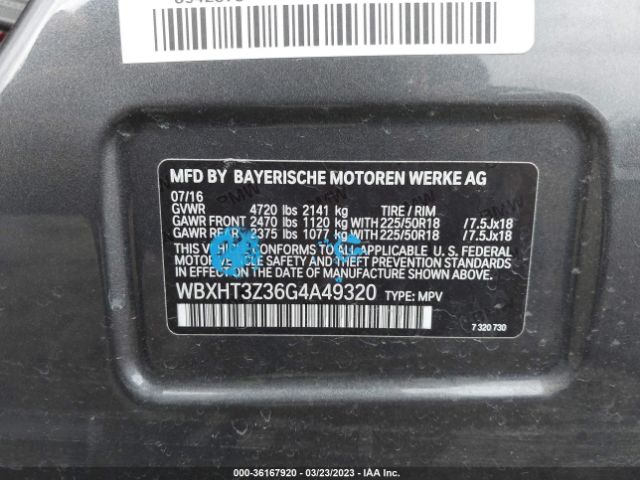 MFD BY BAYERISCHE MOTOREN WERKE AG
07/16
GVWR 4720 lbs 2141 kg TIRE / RIM
GAWR FRONT 2470 lbs 1120 kg WITH 225/50R18 /7.5Jx18
GAWR REAR 2375 lbs 1077 kg WITH 225/50R18 /7.5Jx18
THIS VEHICLE CONFORMS TO ALL APPLICABLE U.S. FEDERAL
MOTOR VEHICLE SAFETY AND THEFT PREVENTION STANDARDS
IN EFFECT ON THE DATE OF MANUFACTURE SHOWN ABOVE.
WBXHT3Z36G4A49320 TYPE: MPV
7 320 730
000-36167920 - 03/23/2023 - IAA Inc.